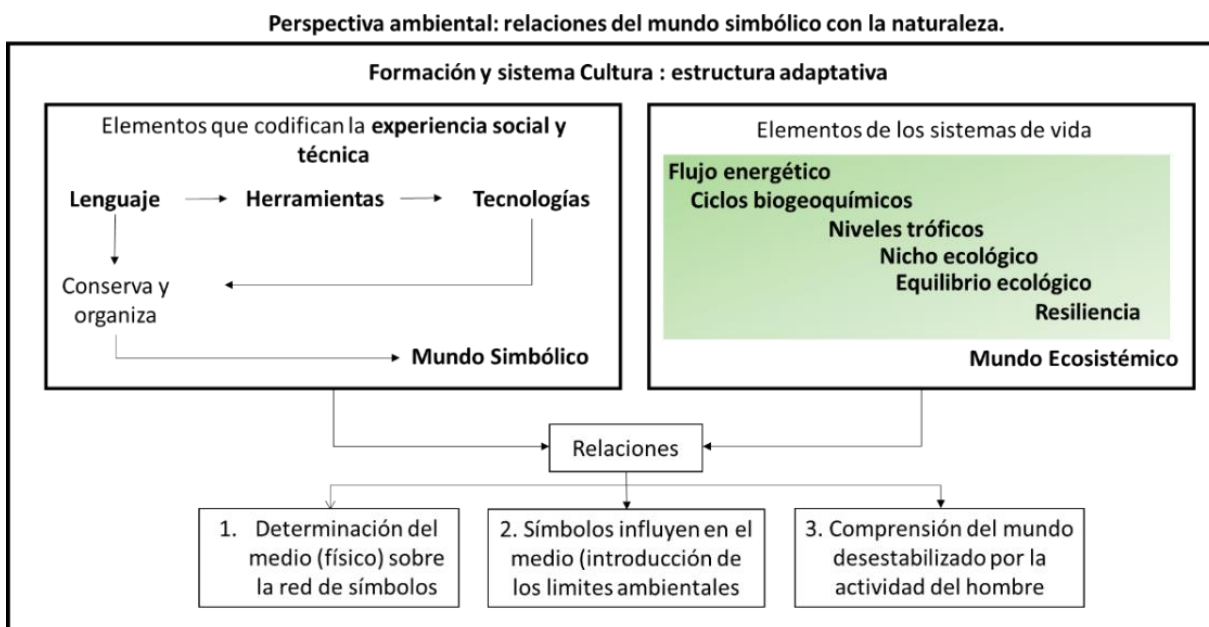 Perspectiva ambiental: relaciones del mundo simbólico con la naturaleza.
Formación y sistema Cultura : estructura adaptativa
Elementos que codifican la experiencia social y
técnica
Lenguaje
Herramientas
Tecnologías
Conserva y
organiza
Mundo Simbólico
Elementos de los sistemas de vida
Flujo energético
Ciclos biogeoquímicos
Niveles tróficos
Nicho ecológico
Equilibrio ecológico
Resiliencia
Mundo Ecosistémico
Relaciones
1. Determinación del
medio (físico) sobre
la red de símbolos
2. Símbolos influyen en el
medio (introducción de
los limites ambientales
3. Comprensión del mundo
desestabilizado por la
actividad del hombre